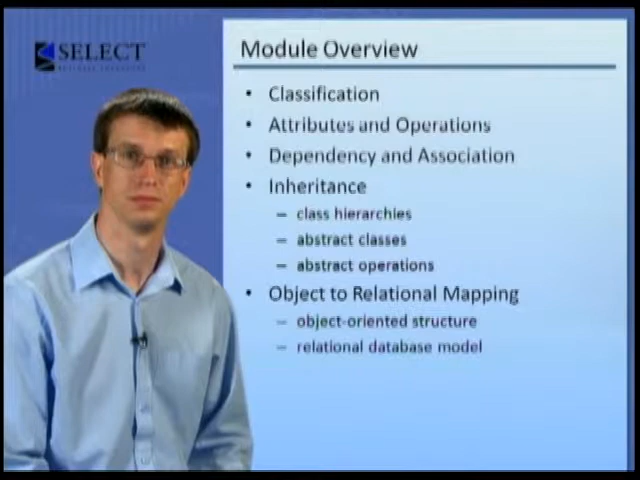 SELECT
Module Overview
• Classification
• Attributes and Operations
• Dependency and Association
• Inheritance
– class hierarchies
– abstract classes
– abstract operations
• Object to Relational Mapping
– object-oriented structure
– relational database model